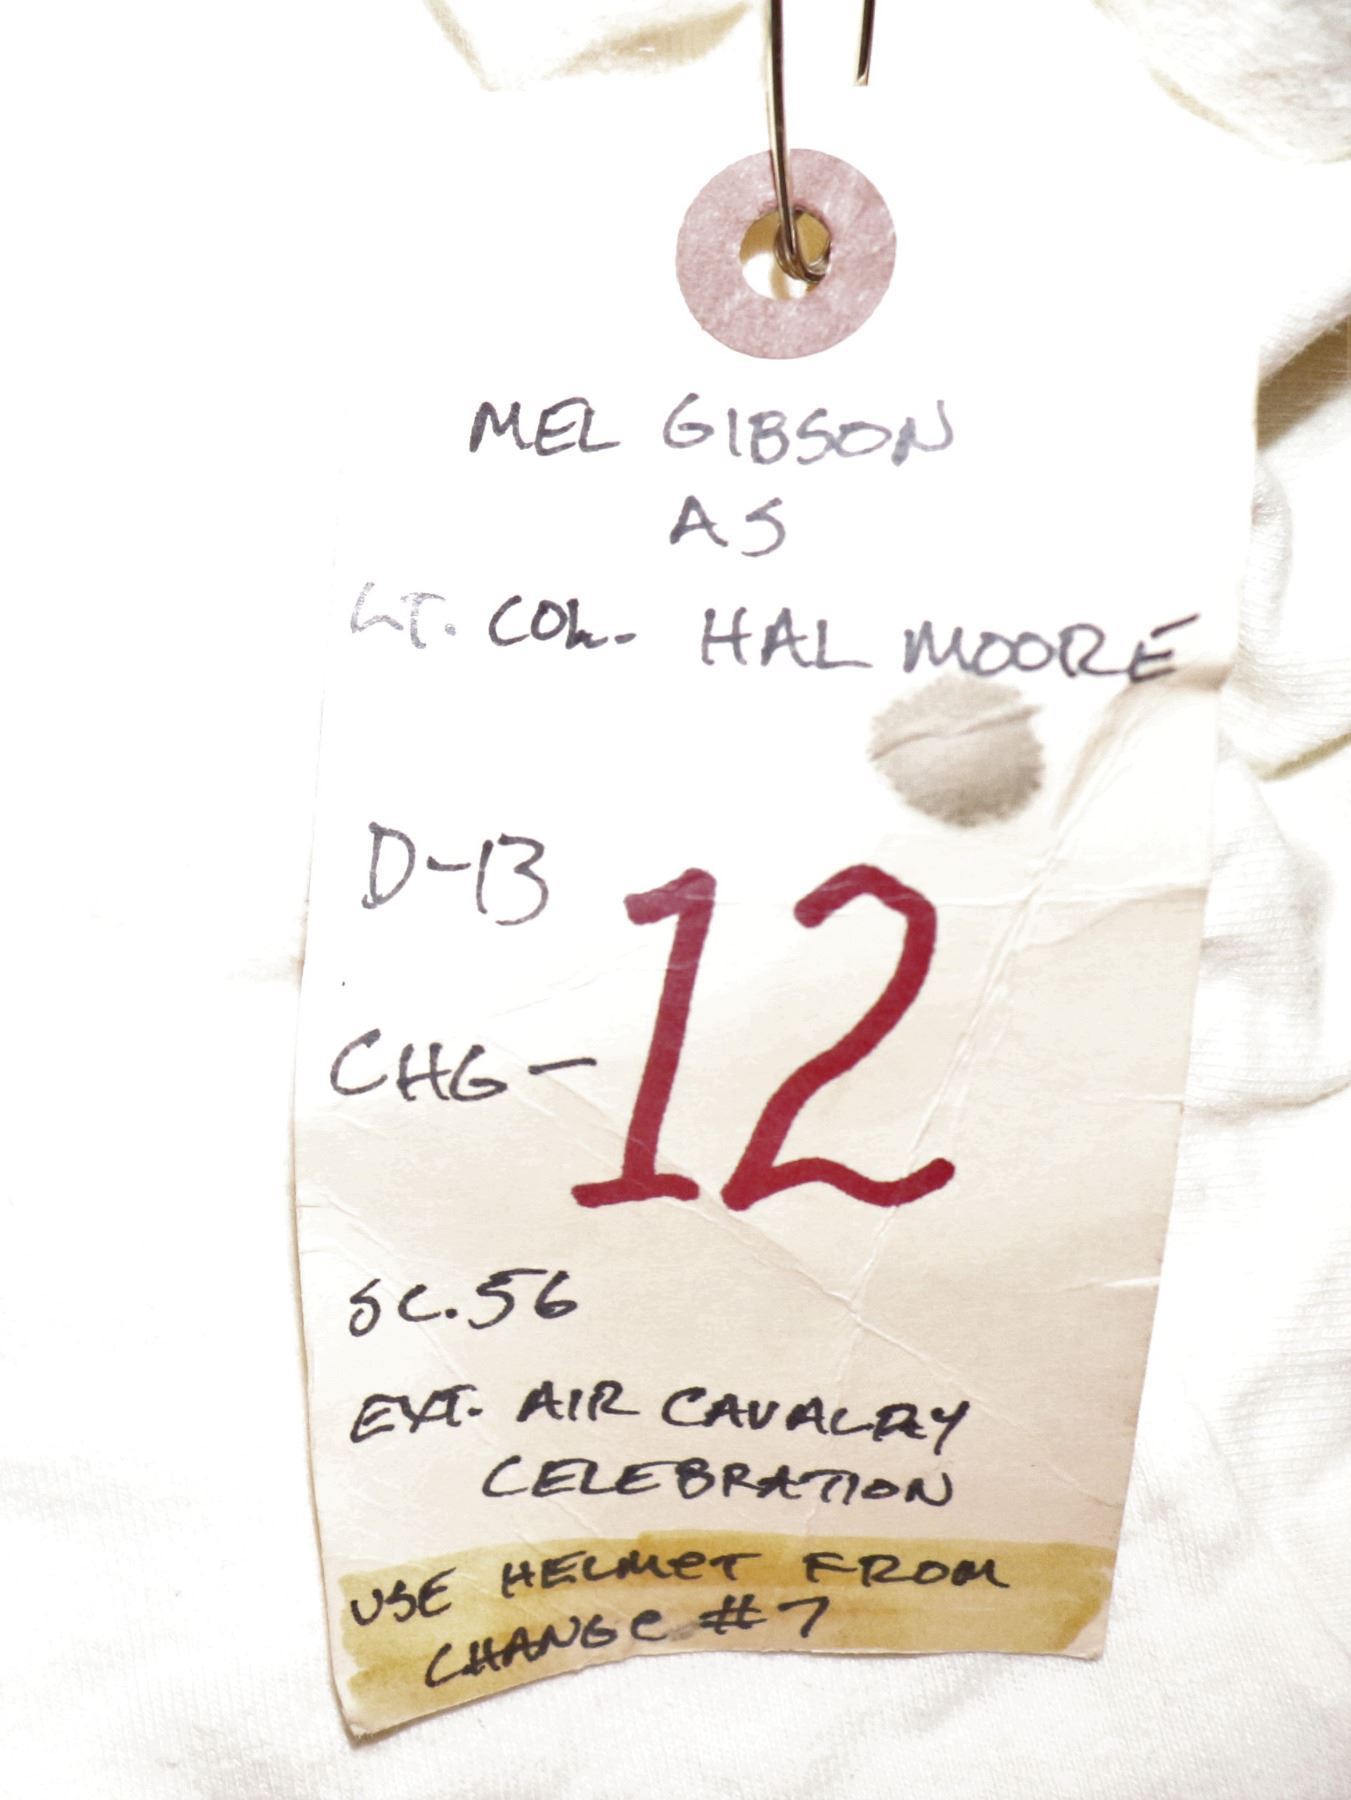 MEL GIBSON
AS
LT. COL. HAL MOORE
D-13
CHG - 12
SC. 56
EXT. AIR CAVALRY
CELEBRATION
USE HELMET FROM
CHANGE #7